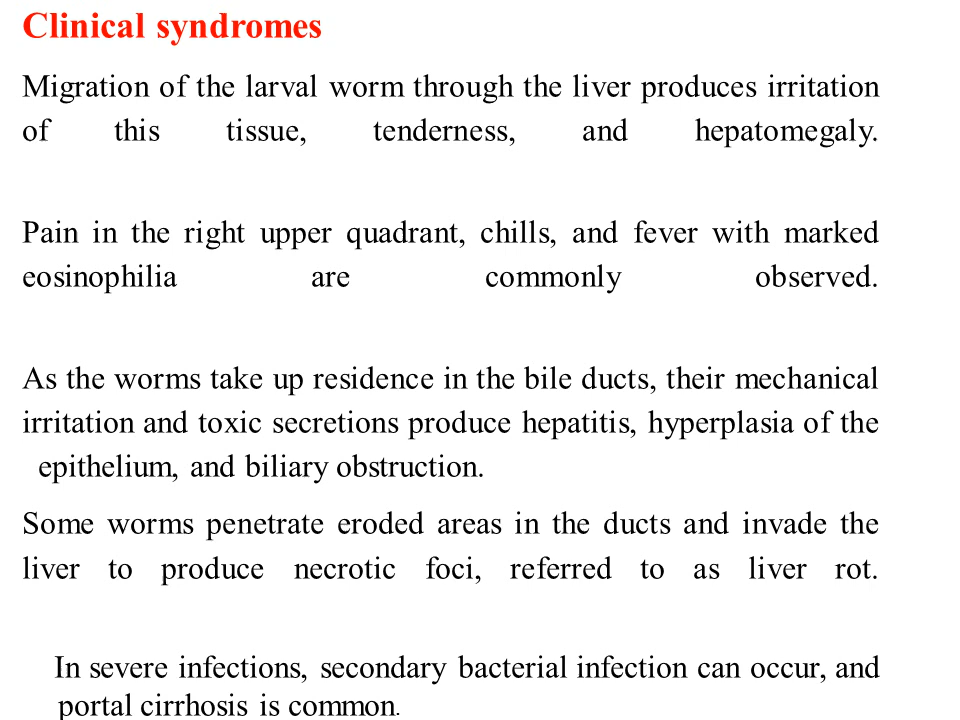 Clinical syndromes
Migration of the larval worm through the liver produces irritation
of this tissue, tenderness, and hepatomegaly.
Pain in the right upper quadrant, chills, and fever with marked
eosinophilia are commonly observed.
As the worms take up residence in the bile ducts, their mechanical
irritation and toxic secretions produce hepatitis, hyperplasia of the
epithelium, and biliary obstruction.
Some worms penetrate eroded areas in the ducts and invade the
liver to produce necrotic foci, referred to as liver rot.
In severe infections, secondary bacterial infection can occur, and
portal cirrhosis is common.